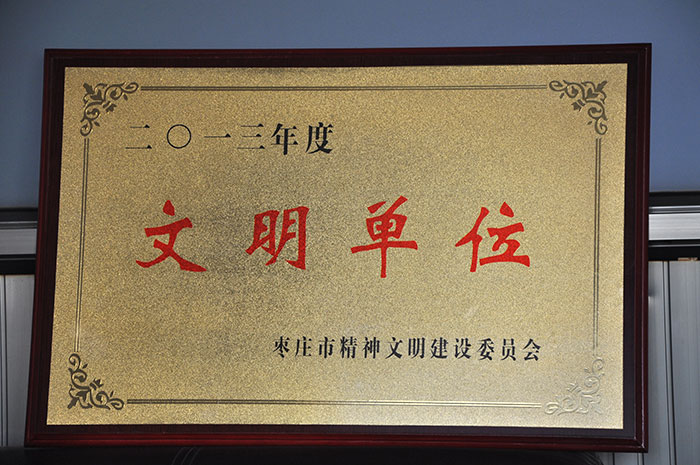 二〇一三年度
文明单位
枣庄市精神文明建设委员会